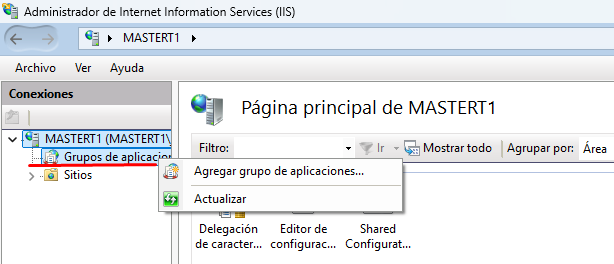 Administrador de Internet Information Services (IIS)
MASTERT1
Archivo Ver Ayuda
Conexiones
MASTERT1 (MASTERT1\
Grupos de aplicacion
Sitios
Página principal de MASTERT1
Filtro: Ir Mostrar todo Agrupar por: Área
Agregar grupo de aplicaciones...
Actualizar
Delegación de caracter...
Editor de configurac...
Shared Configurat...